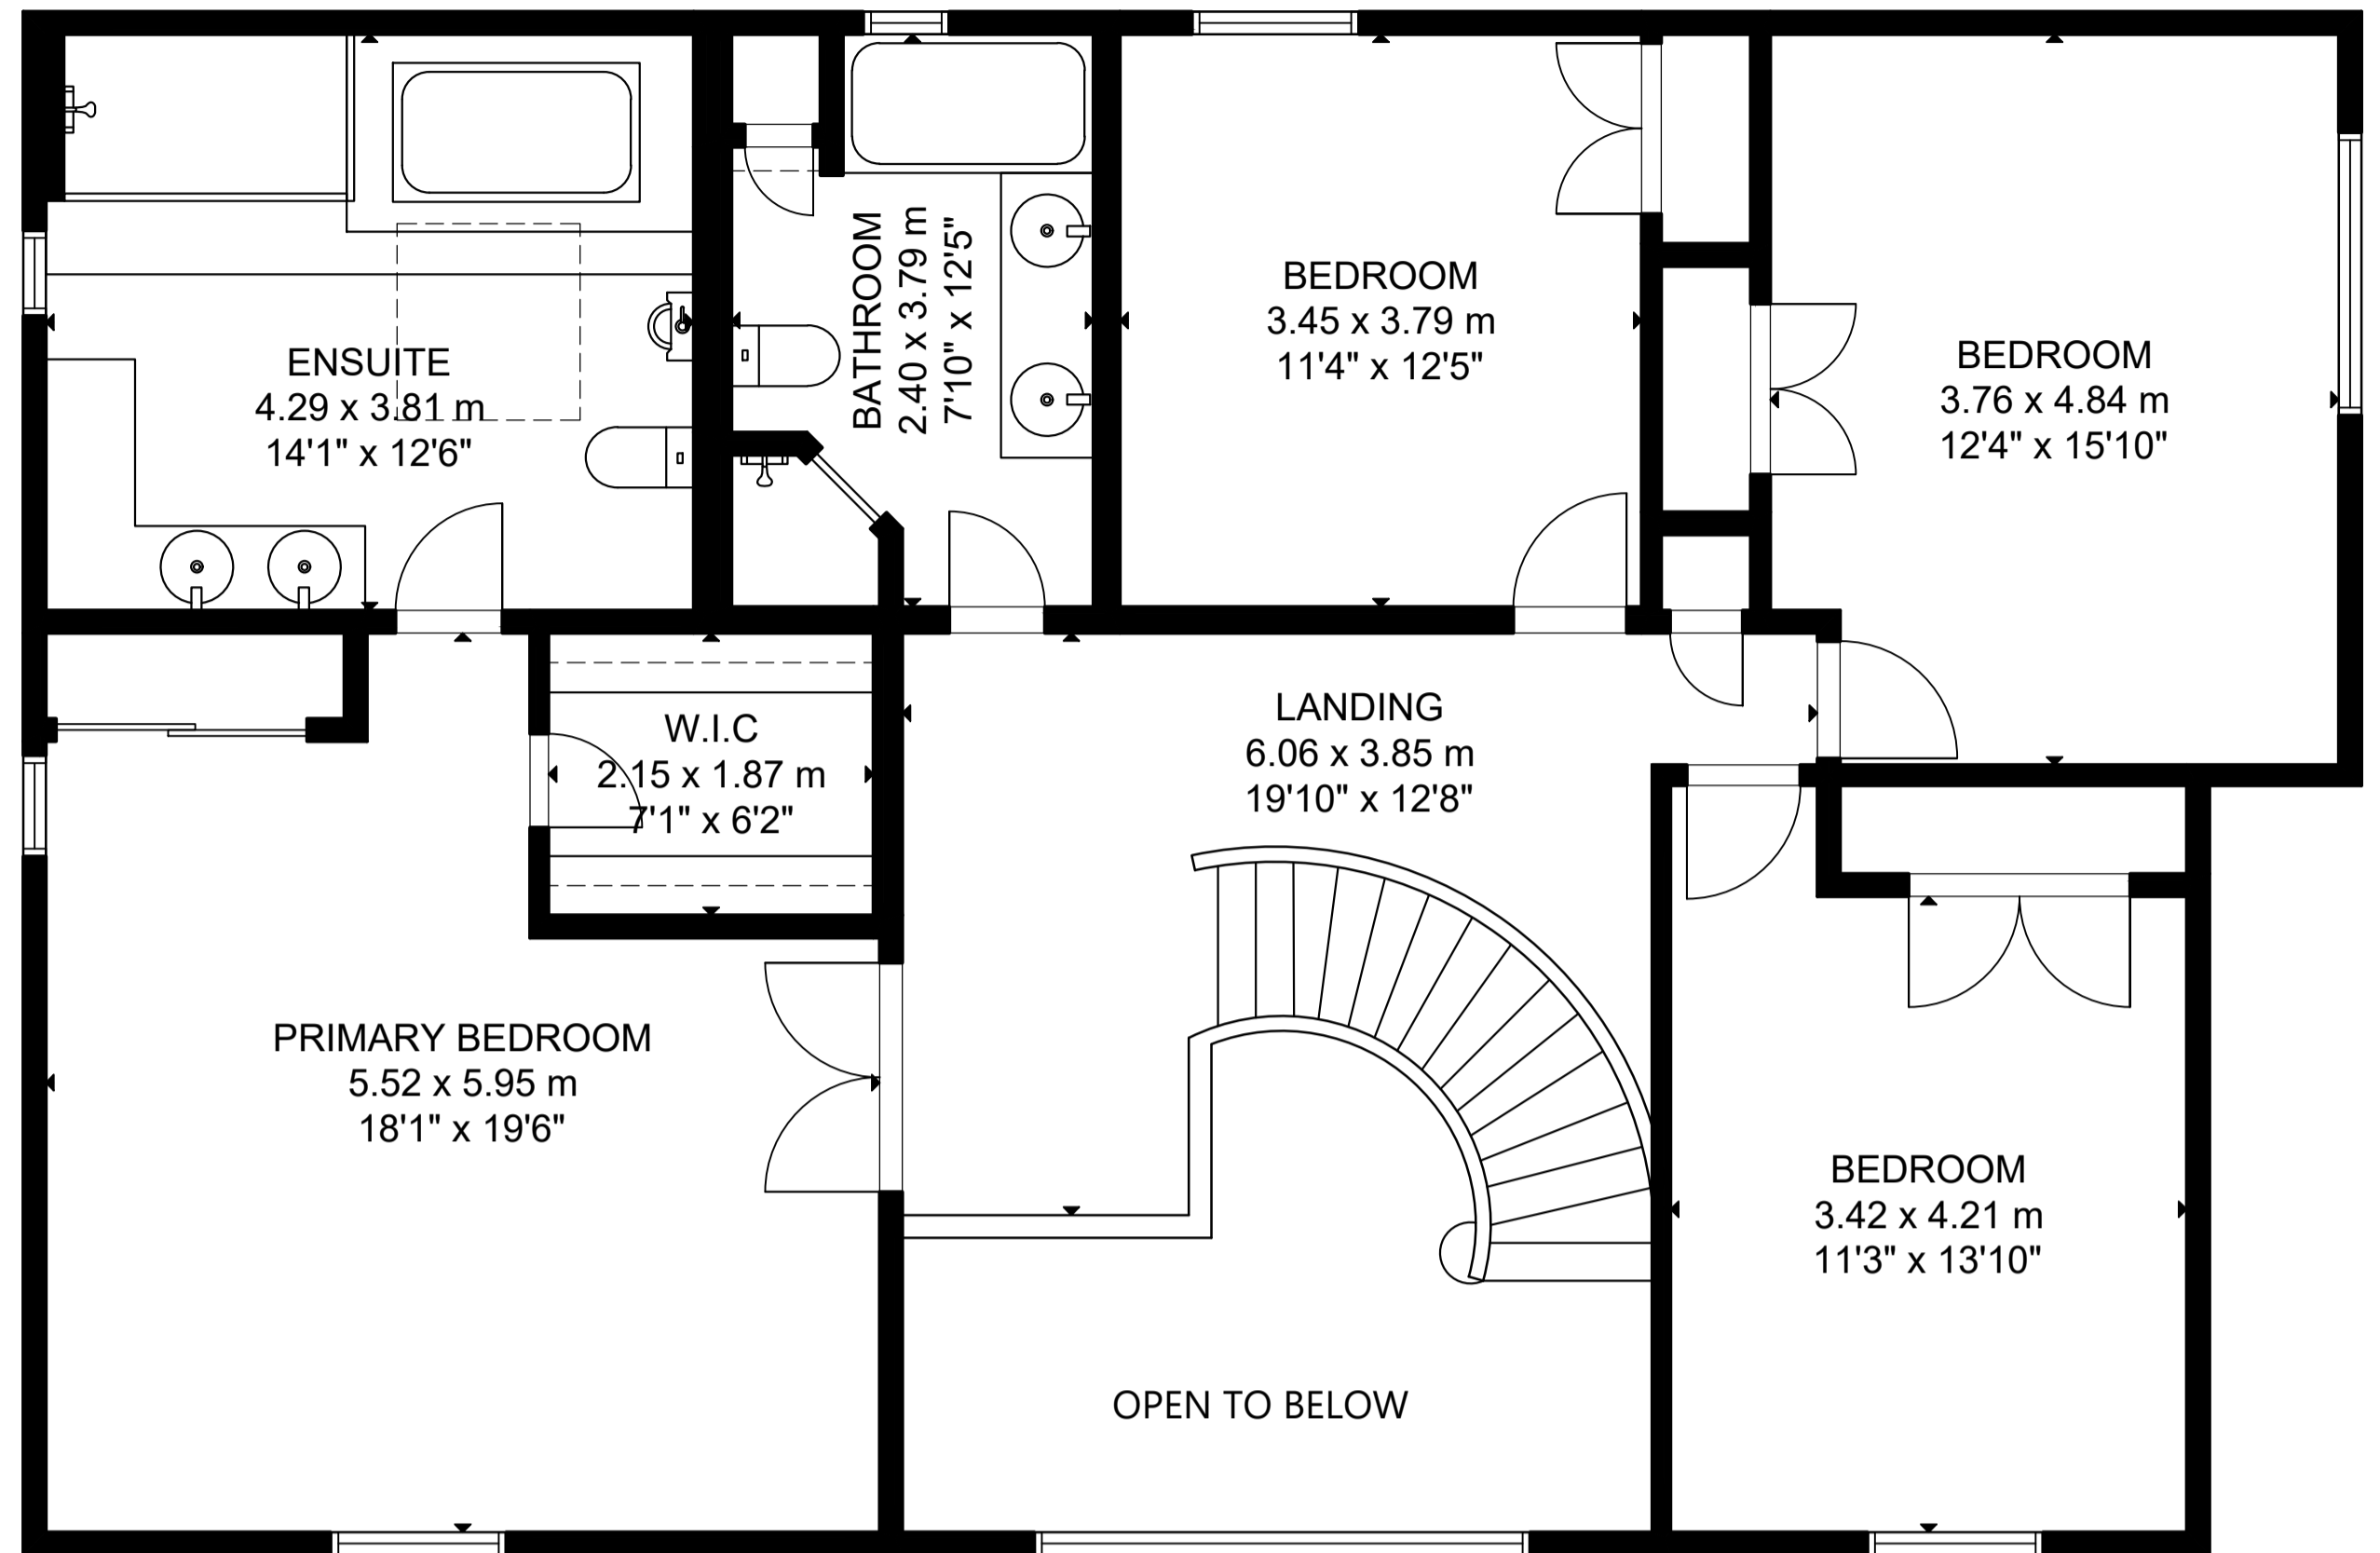 ENSUITE
4.29 x 3.81 m
14'1" x 12'6"
BATHROOM
2.40 x 3.79 m
7'10" x 12'5"
BEDROOM
3.45 x 3.79 m
11'4" x 12'5"
BEDROOM
3.76 x 4.84 m
12'4" x 15'10"
W.I.C
2.15 x 1.87 m
7'1" x 6'2"
LANDING
6.06 x 3.85 m
19'10" x 12'8"
PRIMARY BEDROOM
5.52 x 5.95 m
18'1" x 19'6"
BEDROOM
3.42 x 4.21 m
11'3" x 13'10"
OPEN TO BELOW